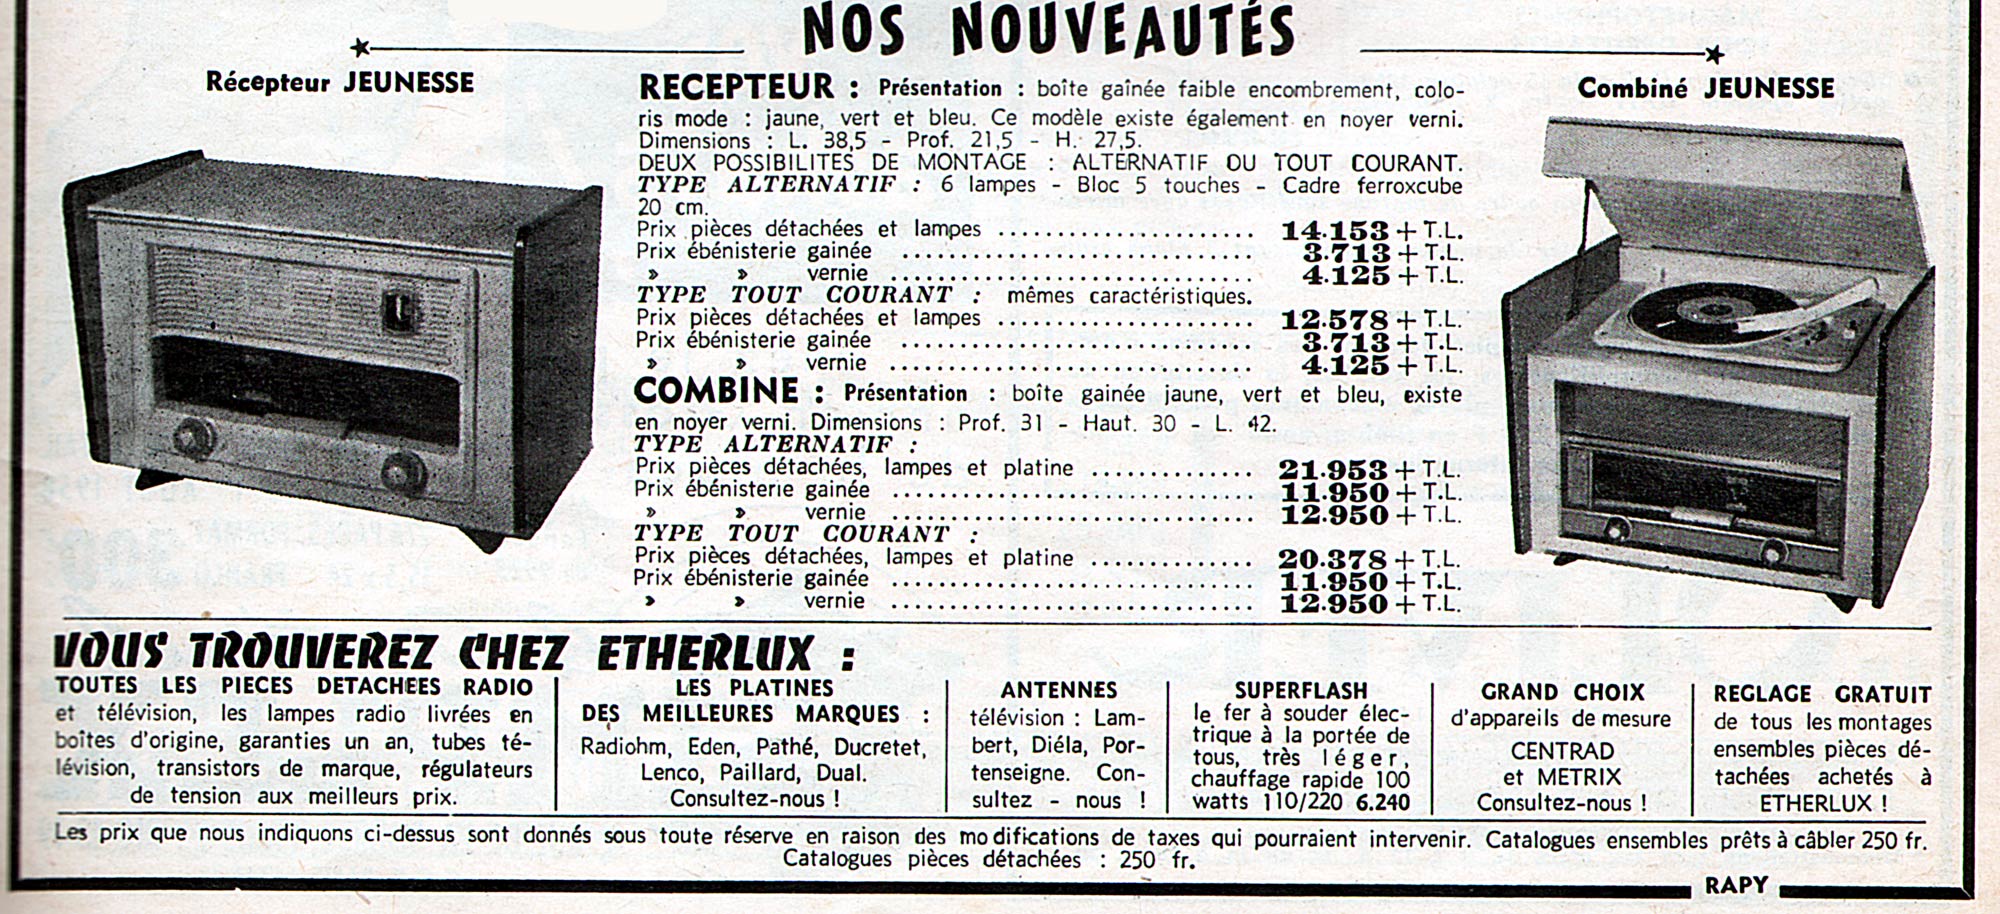 NOS NOUVEAUTÉS
Récepteur JEUNESSE
RECEPTEUR : Présentation : boîte gaînée faible encombrement, colo-
ris mode : jaune, vert et bleu. Ce modèle existe également en noyer verni.
Dimensions : L. 38,5 - Prof. 21,5 - H. 27,5.
DEUX POSSIBILITES DE MONTAGE : ALTERNATIF OU TOUT COURANT.
TYPE ALTERNATIF : 6 lampes - Bloc 5 touches - Cadre ferroxcube
20 cm.
Prix pièces détachées et lampes ........................ 14.153 + T.L.
Prix ébénisterie gainée ................................. 3.713 + T.L.
» » vernie .................................. 4.125 + T.L.
TYPE TOUT COURANT : mêmes caractéristiques.
Prix pièces détachées et lampes ........................ 12.578 + T.L.
Prix ébénisterie gainée ................................. 3.713 + T.L.
» » vernie .................................. 4.125 + T.L.
COMBINE : Présentation : boîte gainée jaune, vert et bleu, existe
en noyer verni. Dimensions : Prof. 31 - Haut. 30 - L. 42.
TYPE ALTERNATIF :
Prix pièces détachées, lampes et platine ............... 21.953 + T.L.
Prix ébénisterie gainée .................................. 11.950 + T.L.
» » vernie .................................. 12.950 + T.L.
TYPE TOUT COURANT :
Prix pièces détachées, lampes et platine ............... 20.378 + T.L.
Prix ébénisterie gainée .................................. 11.950 + T.L.
» » vernie .................................. 12.950 + T.L.
Combiné JEUNESSE
VOUS TROUVEREZ CHEZ ETHERLUX :
TOUTES LES PIECES DETACHEES RADIO
et télévision, les lampes radio livrées en
boîtes d'origine, garanties un an, tubes té-
lévision, transistors de marque, régulateurs
de tension aux meilleurs prix.
LES PLATINES
DES MEILLEURES MARQUES :
Radiohm, Eden, Pathé, Ducretet,
Lenco, Paillard, Dual.
Consultez-nous !
ANTENNES
télévision : Lam-
bert, Diéla, Por-
tenseigne. Con-
sultez - nous !
SUPERFLASH
le fer à souder élec-
trique à la portée de
tous, très léger,
chauffage rapide 100
watts 110/220 6.240
GRAND CHOIX
d'appareils de mesure
CENTRAD
et METRIX
Consultez-nous !
REGLAGE GRATUIT
de tous les montages
ensembles pièces dé-
tachées achetés à
ETHERLUX !
Les prix que nous indiquons ci-dessus sont donnés sous toute réserve en raison des modifications de taxes qui pourraient intervenir. Catalogues ensembles prêts à câbler 250 fr.
Catalogues pièces détachées : 250 fr.
RAPY